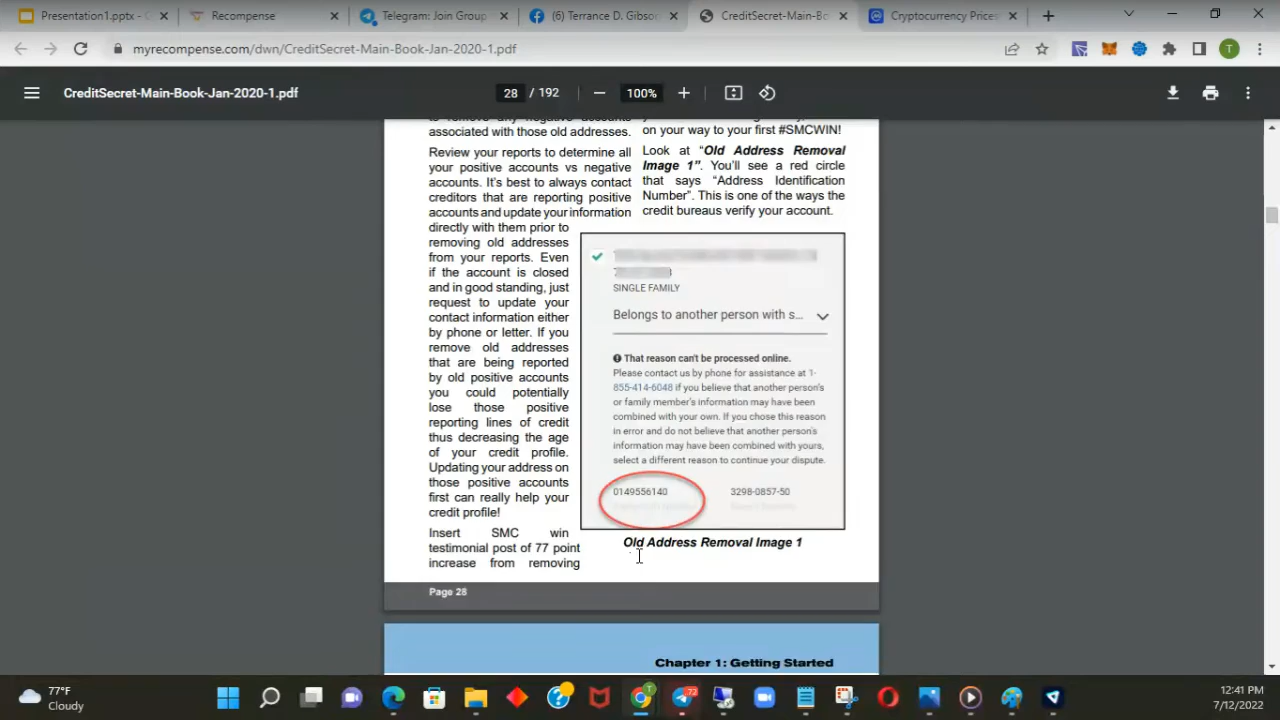 Presentation1.pptx - G
Recompense
Telegram: Join Group
(6) Terrance D. Gibson
CreditSecret-Main-Bo
Cryptocurrency Prices
myrecompense.com/dwn/CreditSecret-Main-Book-Jan-2020-1.pdf
T
CreditSecret-Main-Book-Jan-2020-1.pdf
28 / 192
100%
to remove any negative accounts
associated with those old addresses.
Review your reports to determine all
your positive accounts vs negative
accounts. It's best to always contact
creditors that are reporting positive
accounts and update your information
directly with them prior to
removing old addresses
from your reports. Even
if the account is closed
and in good standing, just
request to update your
contact information either
by phone or letter. If you
remove old addresses
that are being reported
by old positive accounts
you could potentially
lose those positive
reporting lines of credit
thus decreasing the age
of your credit profile.
Updating your address on
those positive accounts
first can really help your
credit profile!
Insert SMC win
testimonial post of 77 point
increase from removing
on your way to your first #SMCWIN!
Look at "Old Address Removal
Image 1". You'll see a red circle
that says "Address Identification
Number". This is one of the ways the
credit bureaus verify your account.
SINGLE FAMILY
Belongs to another person with s...
That reason can't be processed online.
Please contact us by phone for assistance at 1-
855-414-6048 if you believe that another person's
or family member's information may have been
combined with your own. If you chose this reason
in error and do not believe that another person's
information may have been combined with yours,
select a different reason to continue your dispute.
0149556140
3298-0857-50
Old Address Removal Image 1
Page 28
Chapter 1: Getting Started
77°F
Cloudy
72
12:41 PM
7/12/2022